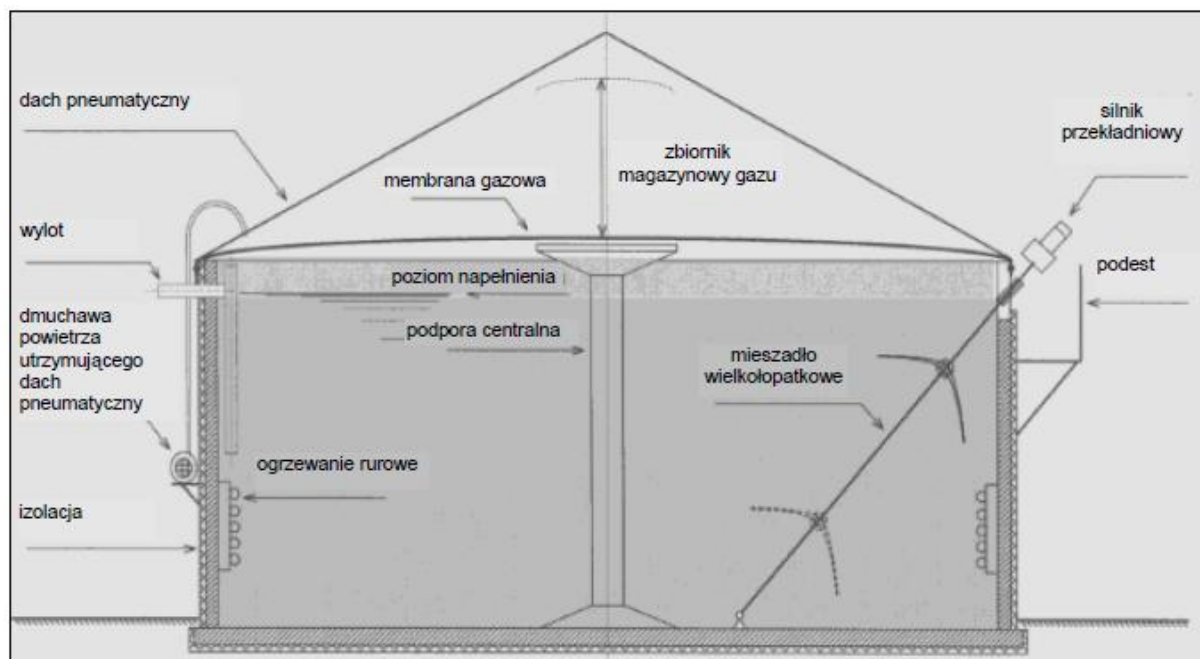 dach pneumatyczny
silnik
przekładniowy
zbiornik
magazynowy gazu
membrana gazowa
wylot
poziom napełnienia
podest
dmuchawa
powietrza
utrzymującego
dach
pneumatyczny
podpora centralna
mieszadło
wielkołopatkowe
ogrzewanie rurowe
izolacja